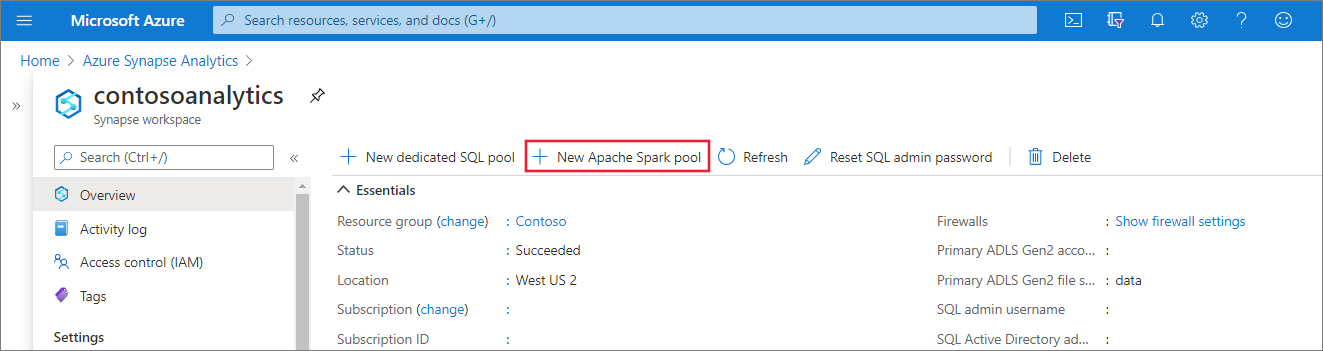 Microsoft Azure
Search resources, services, and docs (G+/)
Home > Azure Synapse Analytics >
contosoanalytics
Synapse workspace
Search (Ctrl+/)
«
»
New dedicated SQL pool
New Apache Spark pool
Refresh
Reset SQL admin password
Delete
Overview
Activity log
Access control (IAM)
Tags
Settings
Essentials
Resource group (change) : Contoso
Status : Succeeded
Location : West US 2
Subscription (change) :
Subscription ID :
Firewalls : Show firewall settings
Primary ADLS Gen2 acco... :
Primary ADLS Gen2 file s... : data
SQL admin username :
SQL Active Directory ad... :